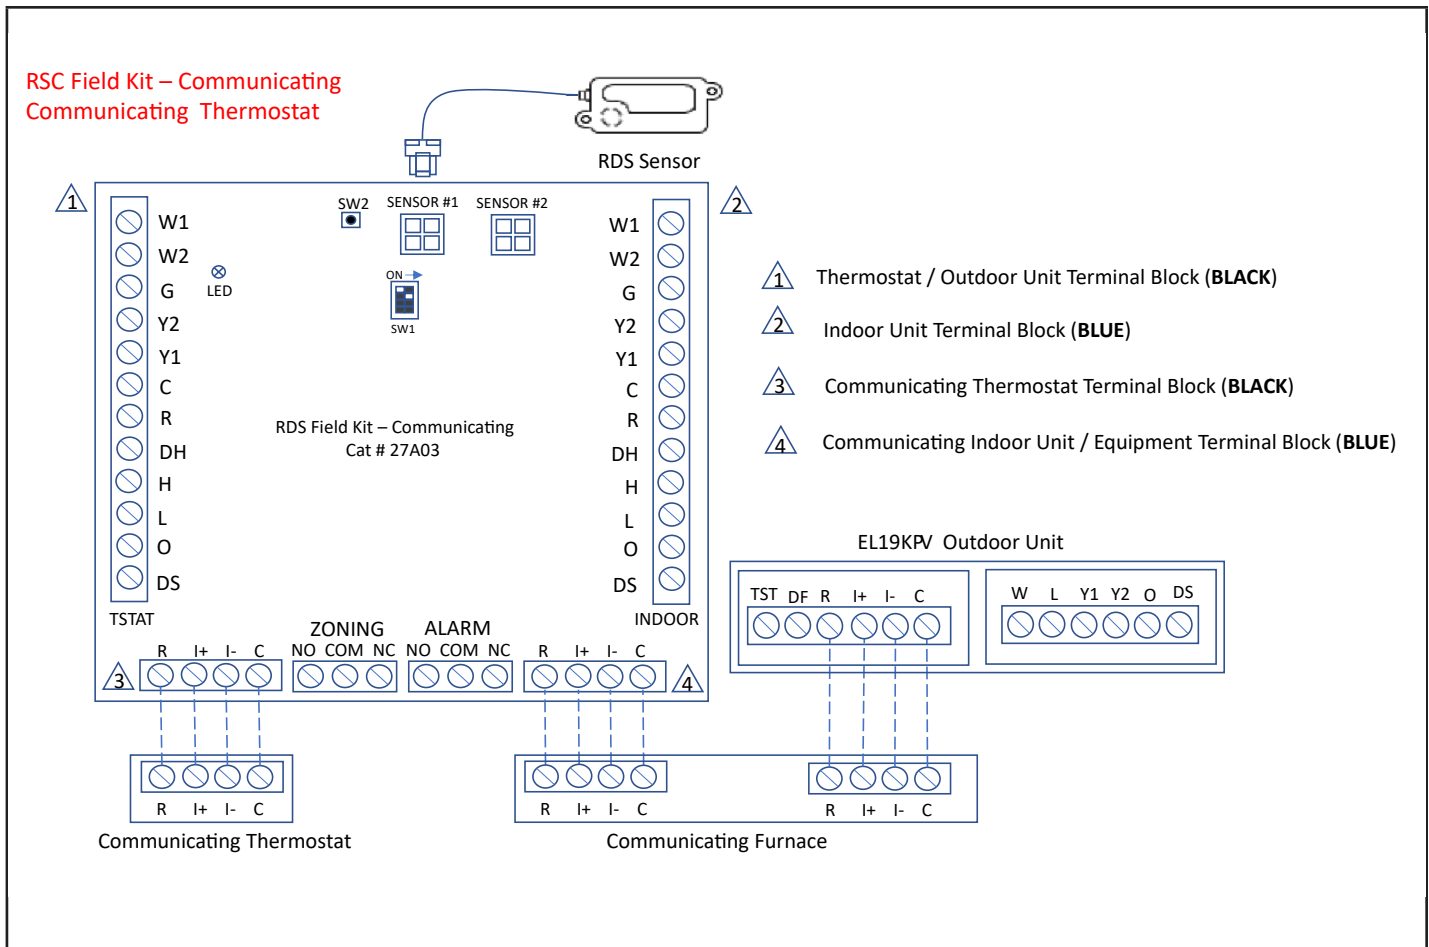 RSC Field Kit – Communicating
Communicating Thermostat
RDS Sensor
1
2
SW2
SENSOR #1
SENSOR #2
W1
W2
G
Y2
Y1
C
R
DH
H
L
O
DS
TSTAT
LED
ON
SW1
RDS Field Kit – Communicating
Cat # 27A03
W1
W2
G
Y2
Y1
C
R
DH
H
L
O
DS
INDOOR
1 Thermostat / Outdoor Unit Terminal Block (BLACK)
2 Indoor Unit Terminal Block (BLUE)
3 Communicating Thermostat Terminal Block (BLACK)
4 Communicating Indoor Unit / Equipment Terminal Block (BLUE)
EL19KPV Outdoor Unit
TST DF R I+ I- C
W L Y1 Y2 O DS
ZONING
NO COM NC
ALARM
NO COM NC
3
R I+ I- C
R I+ I- C
4
R I+ I- C
Communicating Thermostat
R I+ I- C
R I+ I- C
Communicating Furnace